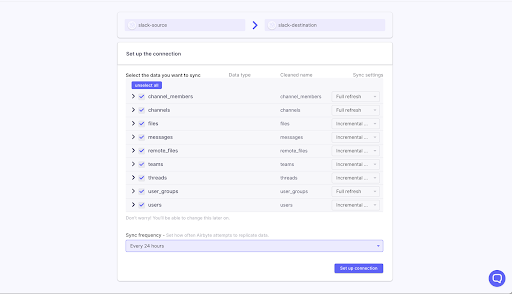 slack-source
slack-destination
Set up the connection
Select the data you want to sync Data type Cleaned name Sync settings
unselect all
channel_members channel_members Full refresh
channels channels Full refresh
files files Incremental ...
messages messages Incremental ...
remote_files remote_files Incremental ...
teams teams Incremental ...
threads threads Incremental ...
user_groups user_groups Full refresh
users users Incremental ...
Don't worry! You'll be able to change this later on.
Sync frequency - Set how often Airbyte attempts to replicate data.
Every 24 hours
Set up connection